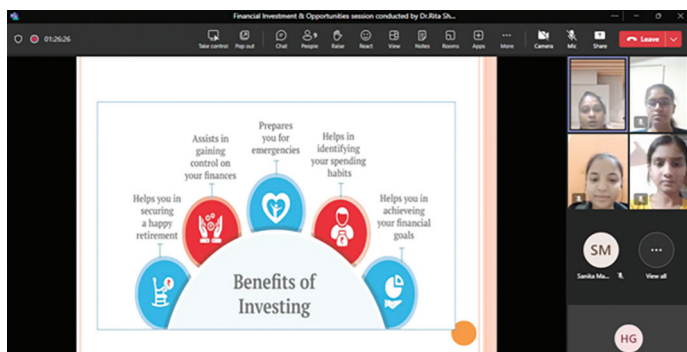 Financial Investment & Opportunities session conducted by Dr.Rita Sh...
01:26:26
Take control
Pop out
Chat
9
People
Raise
React
View
Notes
Rooms
Apps
More
Camera
Mic
Share
Leave
Prepares
you for
emergencies
Assists in
gaining
control on
your finances
Helps in
identifying
your spending
habits
Helps you in
securing
a happy
retirement
Helps you in
achieveing
your financial
goals
Benefits of
Investing
SM
Sanika Ma...
View all
HG